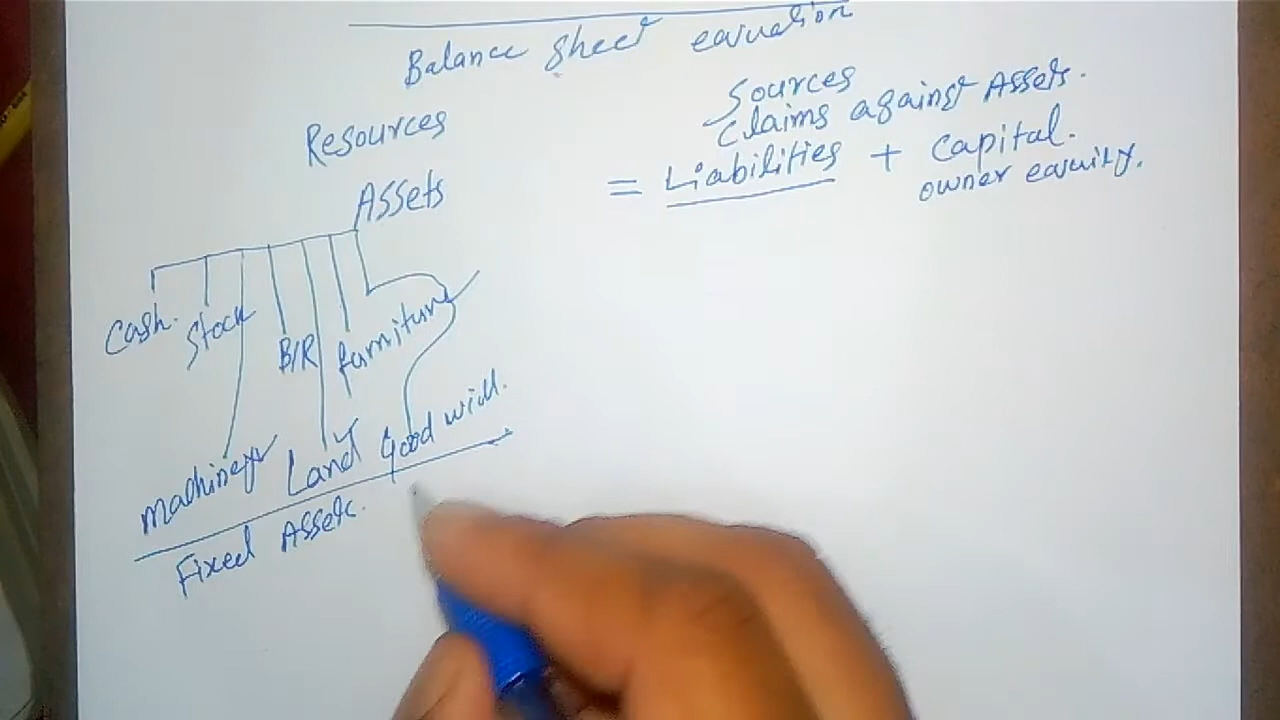 Balance sheet equation
Resources
Sources
Claims against Assets.
Assets
= Liabilities + Capital.
owner equity.
Cash. Stock B/R furniture
machinery Land Good will.
Fixed Assets.